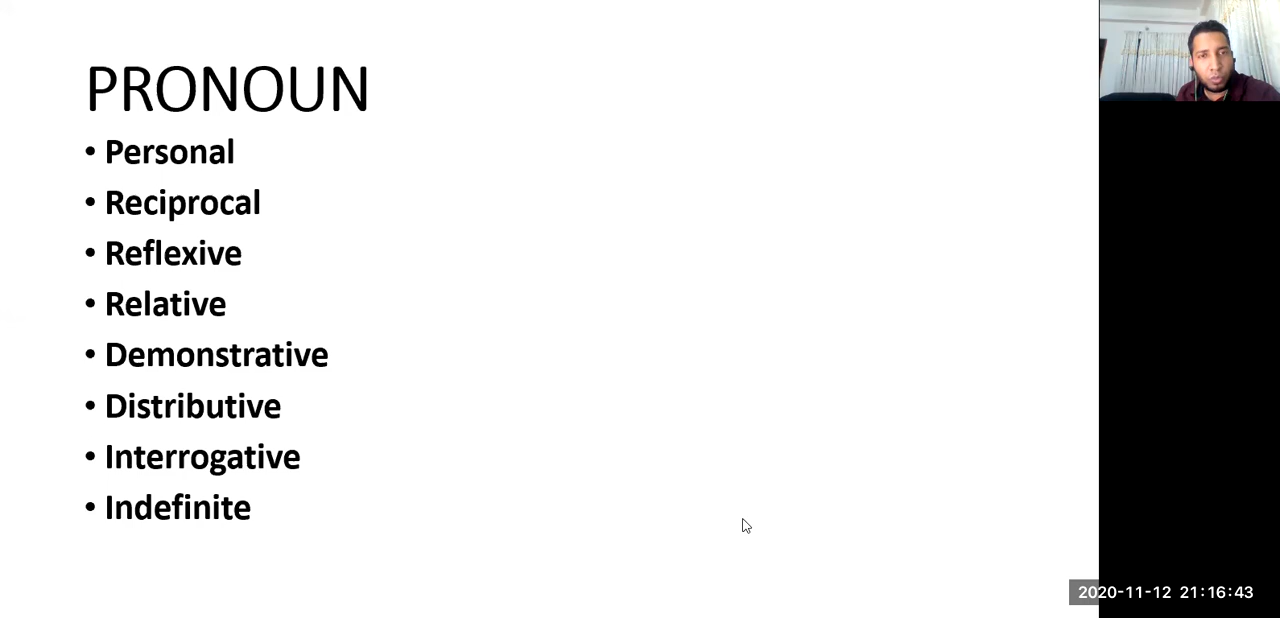 PRONOUN
• Personal
• Reciprocal
• Reflexive
• Relative
• Demonstrative
• Distributive
• Interrogative
• Indefinite
2020-11-12 21:16:43